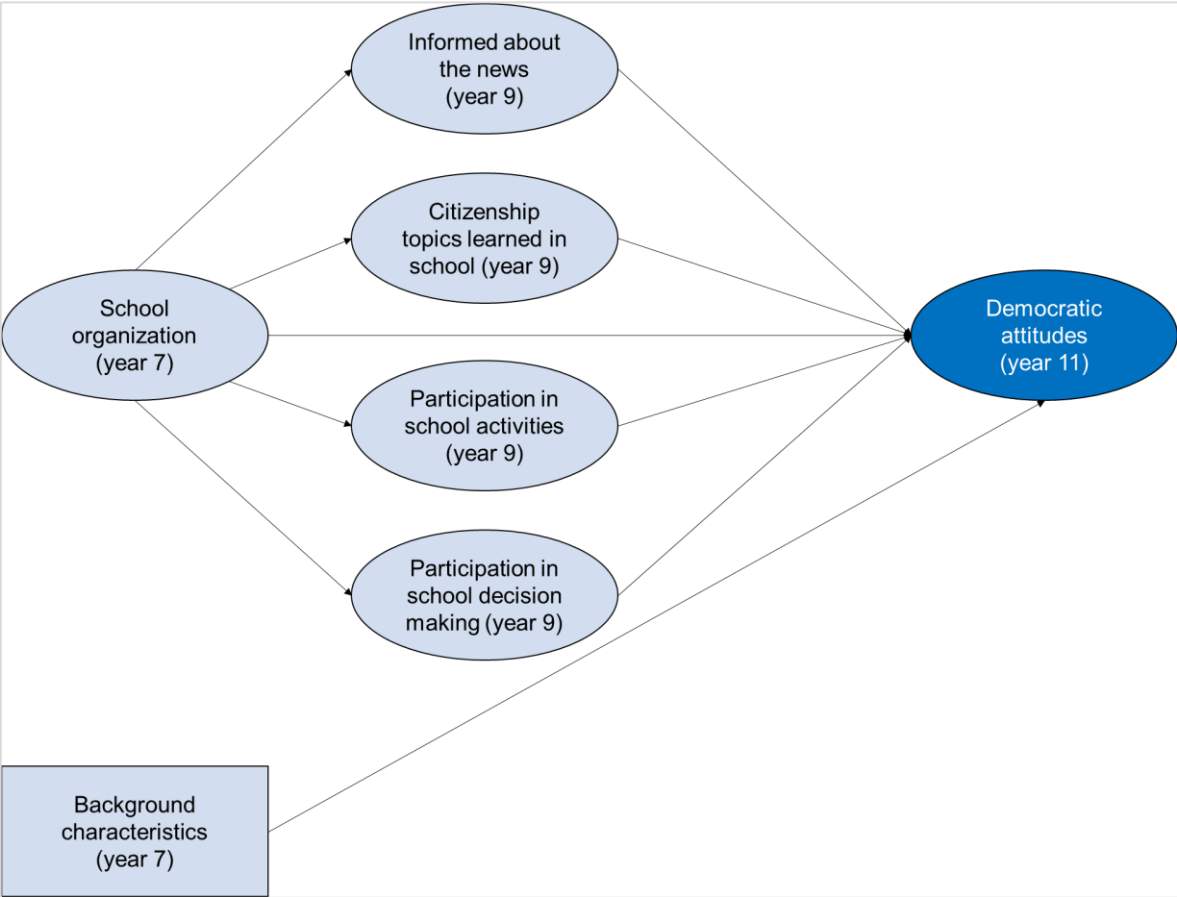 Informed about
the news
(year 9)
Citizenship
topics learned in
school (year 9)
School
organization
(year 7)
Democratic
attitudes
(year 11)
Participation in
school activities
(year 9)
Participation in
school decision
making (year 9)
Background
characteristics
(year 7)